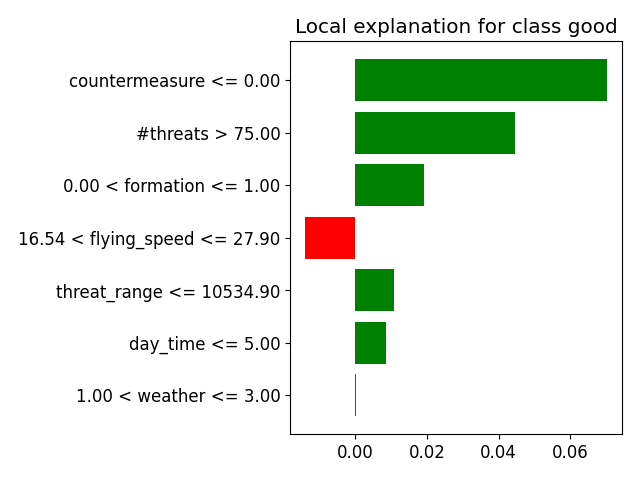 Local explanation for class good
countermeasure <= 0.00
#threats > 75.00
0.00 < formation <= 1.00
16.54 < flying_speed <= 27.90
threat_range <= 10534.90
day_time <= 5.00
1.00 < weather <= 3.00
0.00 0.02 0.04 0.06